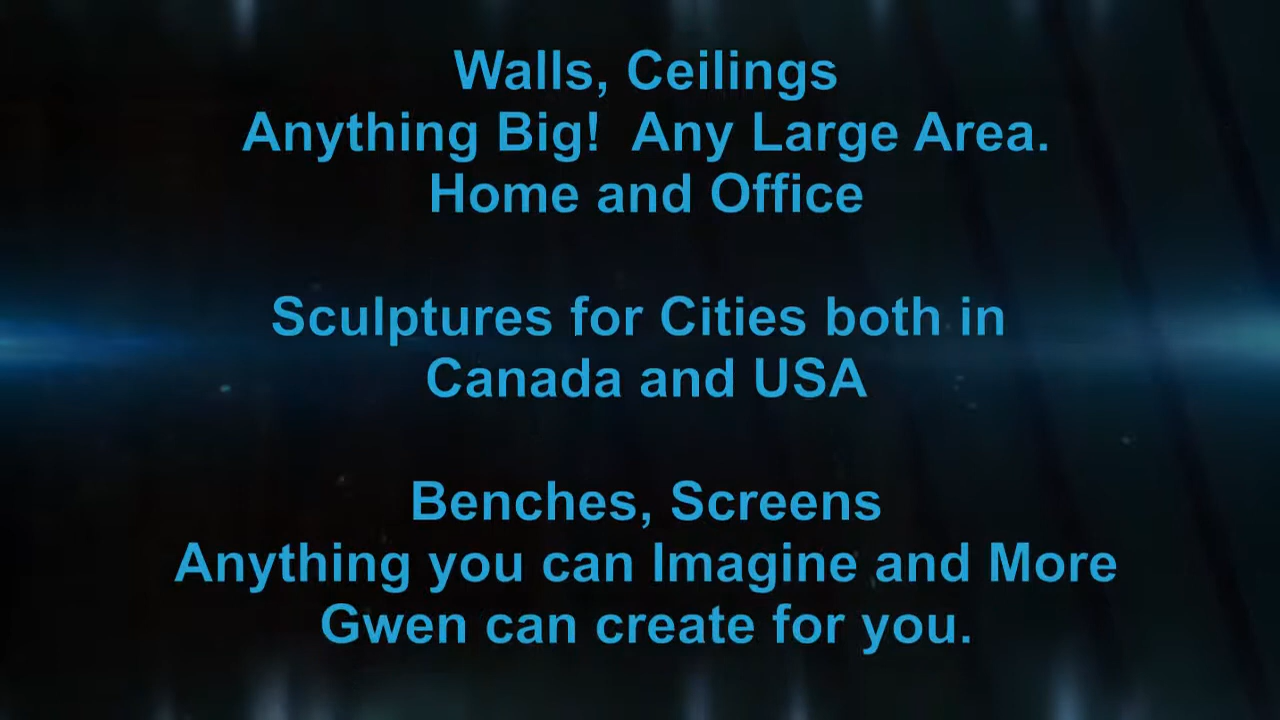 Walls, Ceilings
Anything Big!  Any Large Area.
Home and Office
Sculptures for Cities both in
Canada and USA
Benches, Screens
Anything you can Imagine and More
Gwen can create for you.